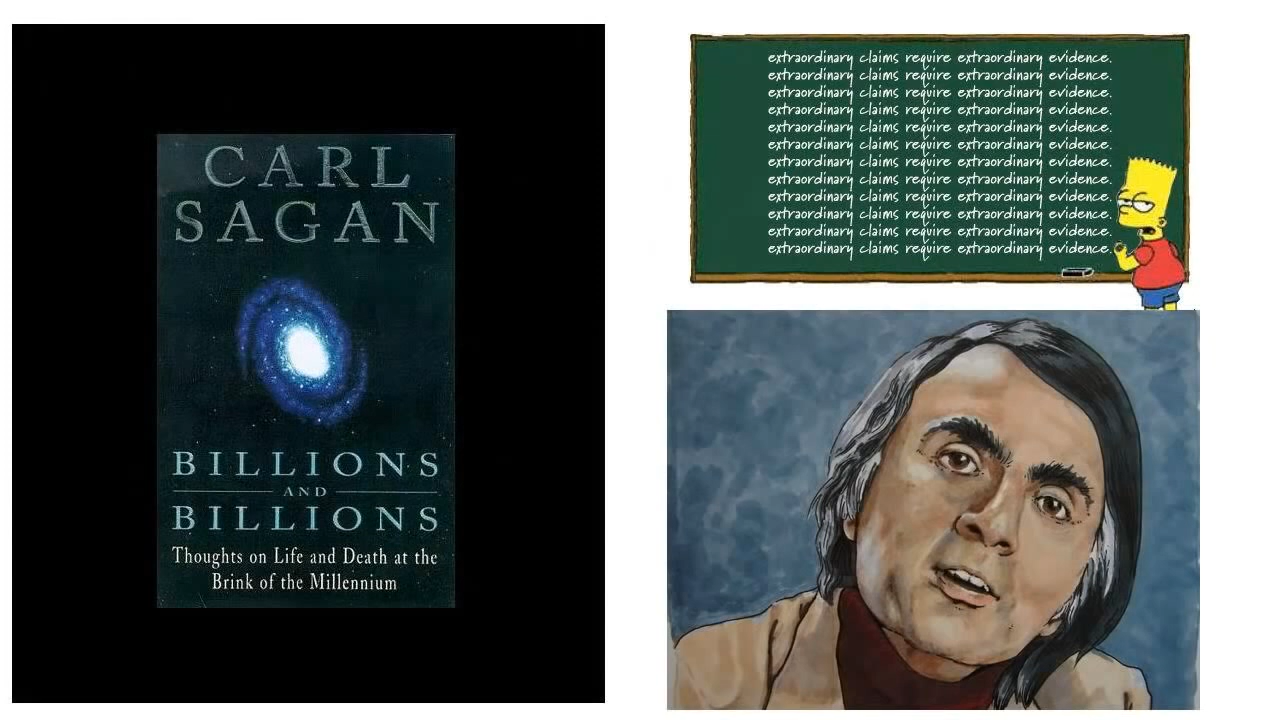 CARL
SAGAN
BILLIONS
AND
BILLIONS
Thoughts on Life and Death at the
Brink of the Millennium
extraordinary claims require extraordinary evidence.
extraordinary claims require extraordinary evidence.
extraordinary claims require extraordinary evidence.
extraordinary claims require extraordinary evidence.
extraordinary claims require extraordinary evidence.
extraordinary claims require extraordinary evidence.
extraordinary claims require extraordinary evidence.
extraordinary claims require extraordinary evidence.
extraordinary claims require extraordinary evidence.
extraordinary claims require extraordinary evidence.
extraordinary claims require extraordinary evidence.
extraordinary claims require extraordinary evidence.